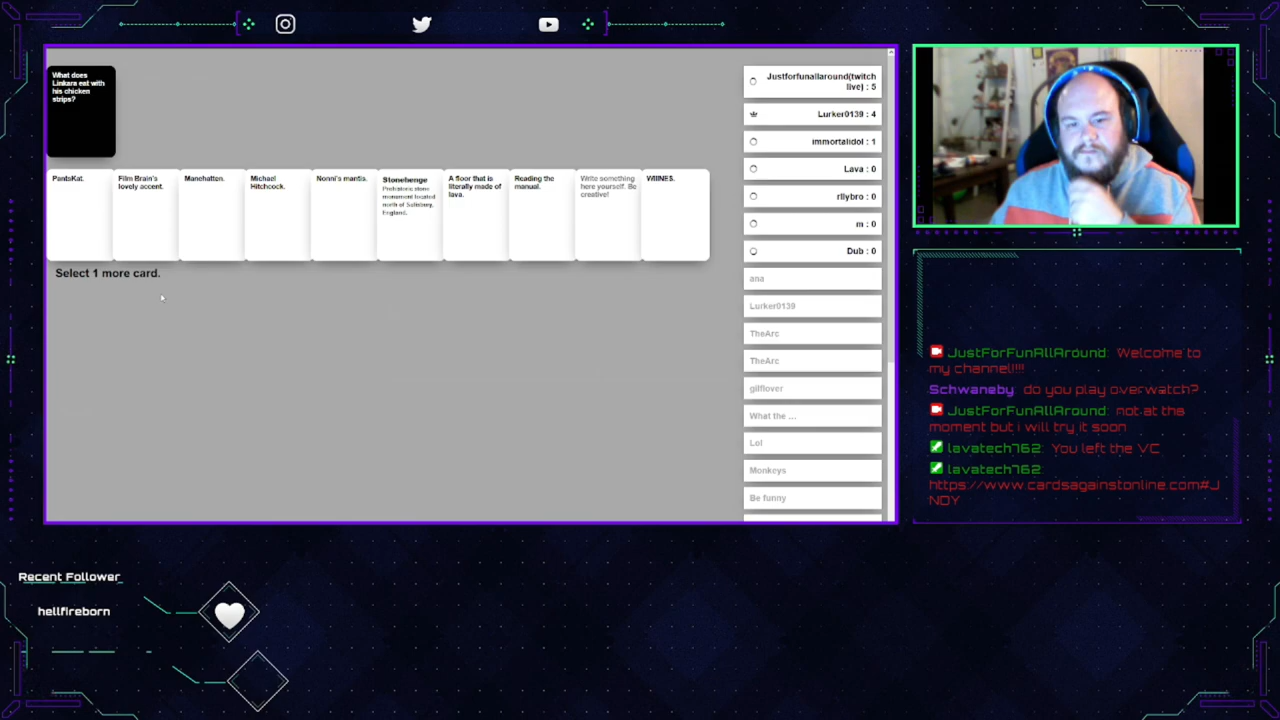 What does
Linkara eat with
his chicken
strips?
PantsKat.
Film Brain's
lovely accent.
Manehatten.
Michael
Hitchcock.
Nonni's mantis.
Stonehenge
Prehistoric stone
monument located
north of Salisbury,
England.
A floor that is
literally made of
lava.
Reading the
manual.
Write something
here yourself. Be
creative!
WIINES.
Select 1 more card.
Justforfunallaround(twitch
live) : 5
Lurker0139 : 4
immortalidol : 1
Lava : 0
rllybro : 0
m : 0
Dub : 0
ana
Lurker0139
TheArc
TheArc
gilflover
What the ...
Lol
Monkeys
Be funny
JustForFunAllAround: Welcome to
my channel!!!!
Schwaneby do you play overwatch?
JustForFunAllAround: not at the
moment but i will try it soon
lavatech762: You left the VC
lavatech762:
https://www.cardsagainstonline.com#J
NDY
Recent Follower
hellfireborn